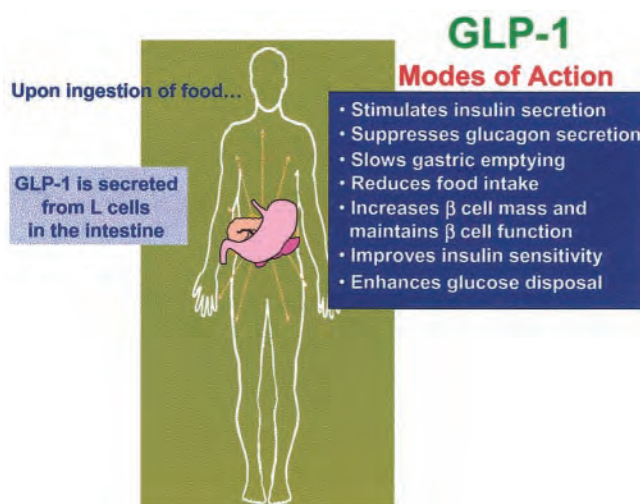 GLP-1
Modes of Action
Upon ingestion of food…
GLP-1 is secreted
from L cells
in the intestine
• Stimulates insulin secretion
• Suppresses glucagon secretion
• Slows gastric emptying
• Reduces food intake
• Increases β cell mass and
maintains β cell function
• Improves insulin sensitivity
• Enhances glucose disposal